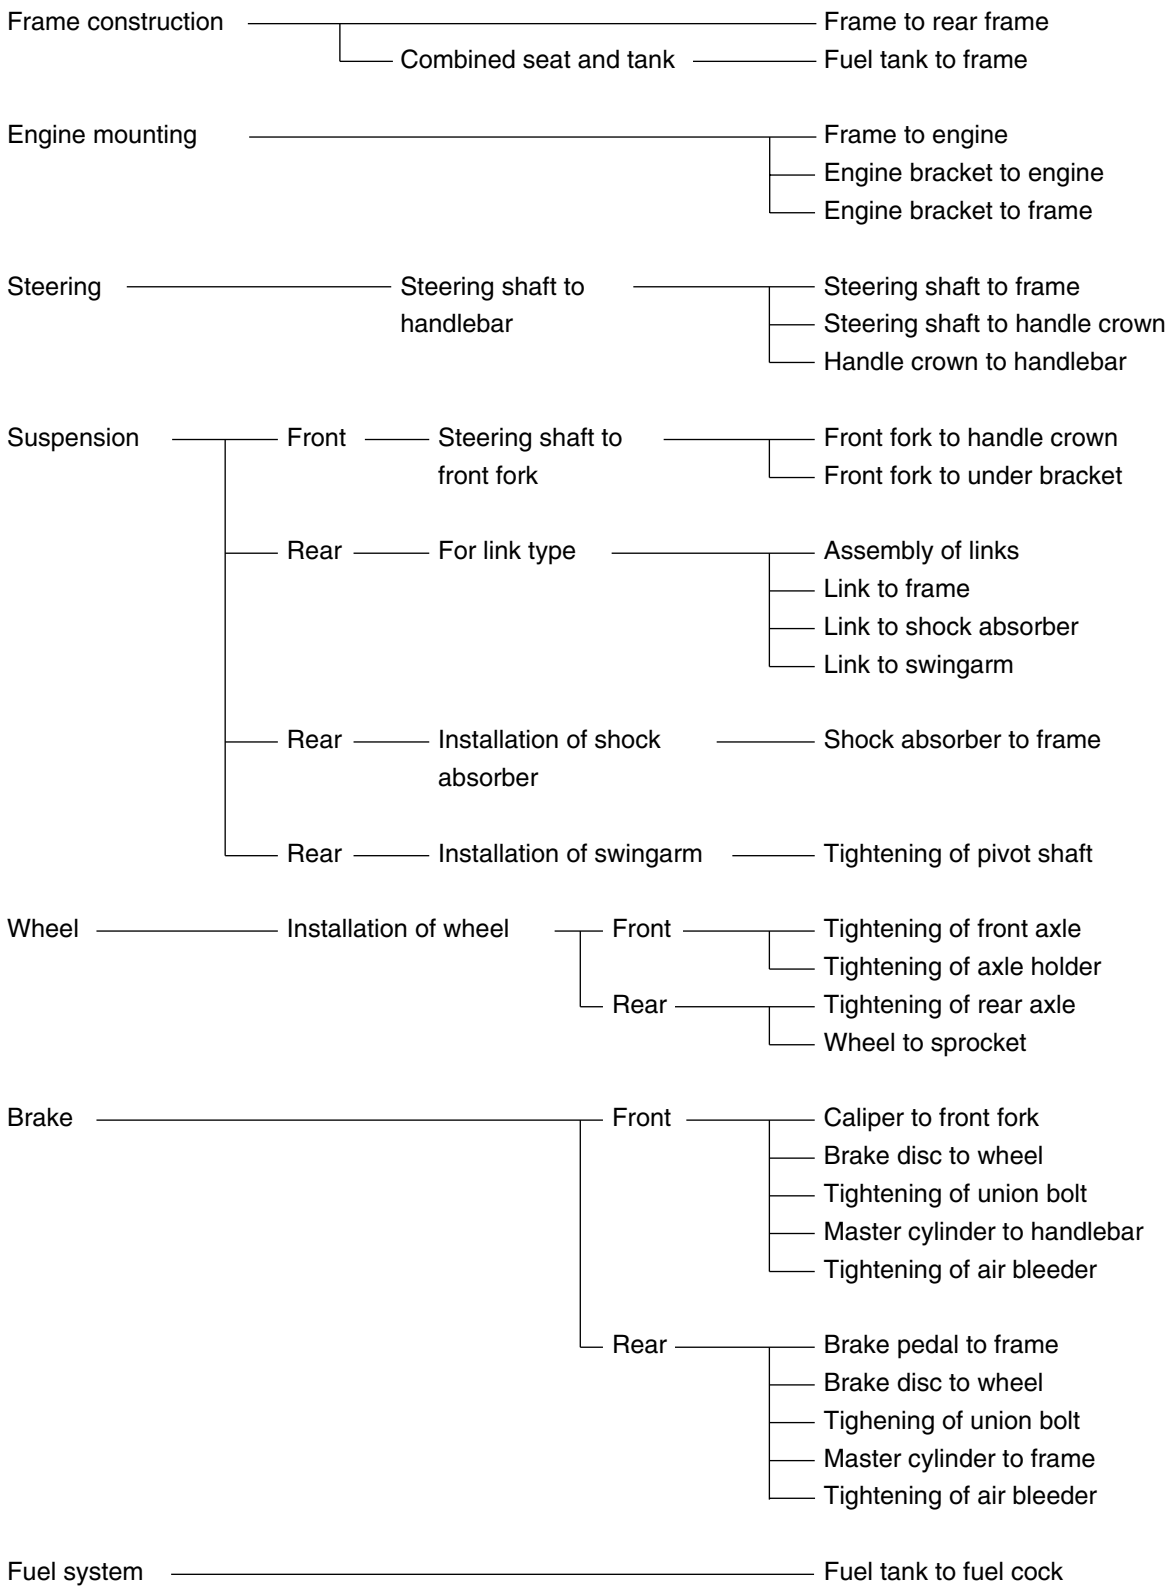 Frame construction Frame to rear frame
Combined seat and tank Fuel tank to frame
Engine mounting Frame to engine
Engine bracket to engine
Engine bracket to frame
Steering Steering shaft to Steering shaft to frame
handlebar Steering shaft to handle crown
Handle crown to handlebar
Suspension Front Steering shaft to Front fork to handle crown
front fork Front fork to under bracket
Rear For link type Assembly of links
Link to frame
Link to shock absorber
Link to swingarm
Rear Installation of shock Shock absorber to frame
absorber
Rear Installation of swingarm Tightening of pivot shaft
Wheel Installation of wheel Front Tightening of front axle
Tightening of axle holder
Rear Tightening of rear axle
Wheel to sprocket
Brake Front Caliper to front fork
Brake disc to wheel
Tightening of union bolt
Master cylinder to handlebar
Tightening of air bleeder
Rear Brake pedal to frame
Brake disc to wheel
Tighening of union bolt
Master cylinder to frame
Tightening of air bleeder
Fuel system Fuel tank to fuel cock